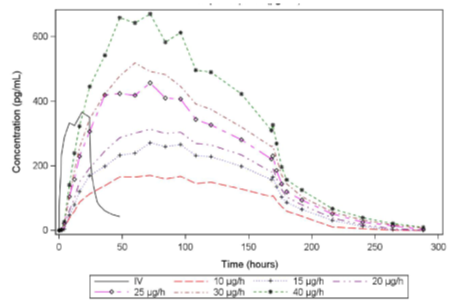 Concentration (pg/mL)
600
400
200
0
0 50 100 150 200 250 300
Time (hours)
IV 10 µg/h 15 µg/h 20 µg/h
25 µg/h 30 µg/h 40 µg/h